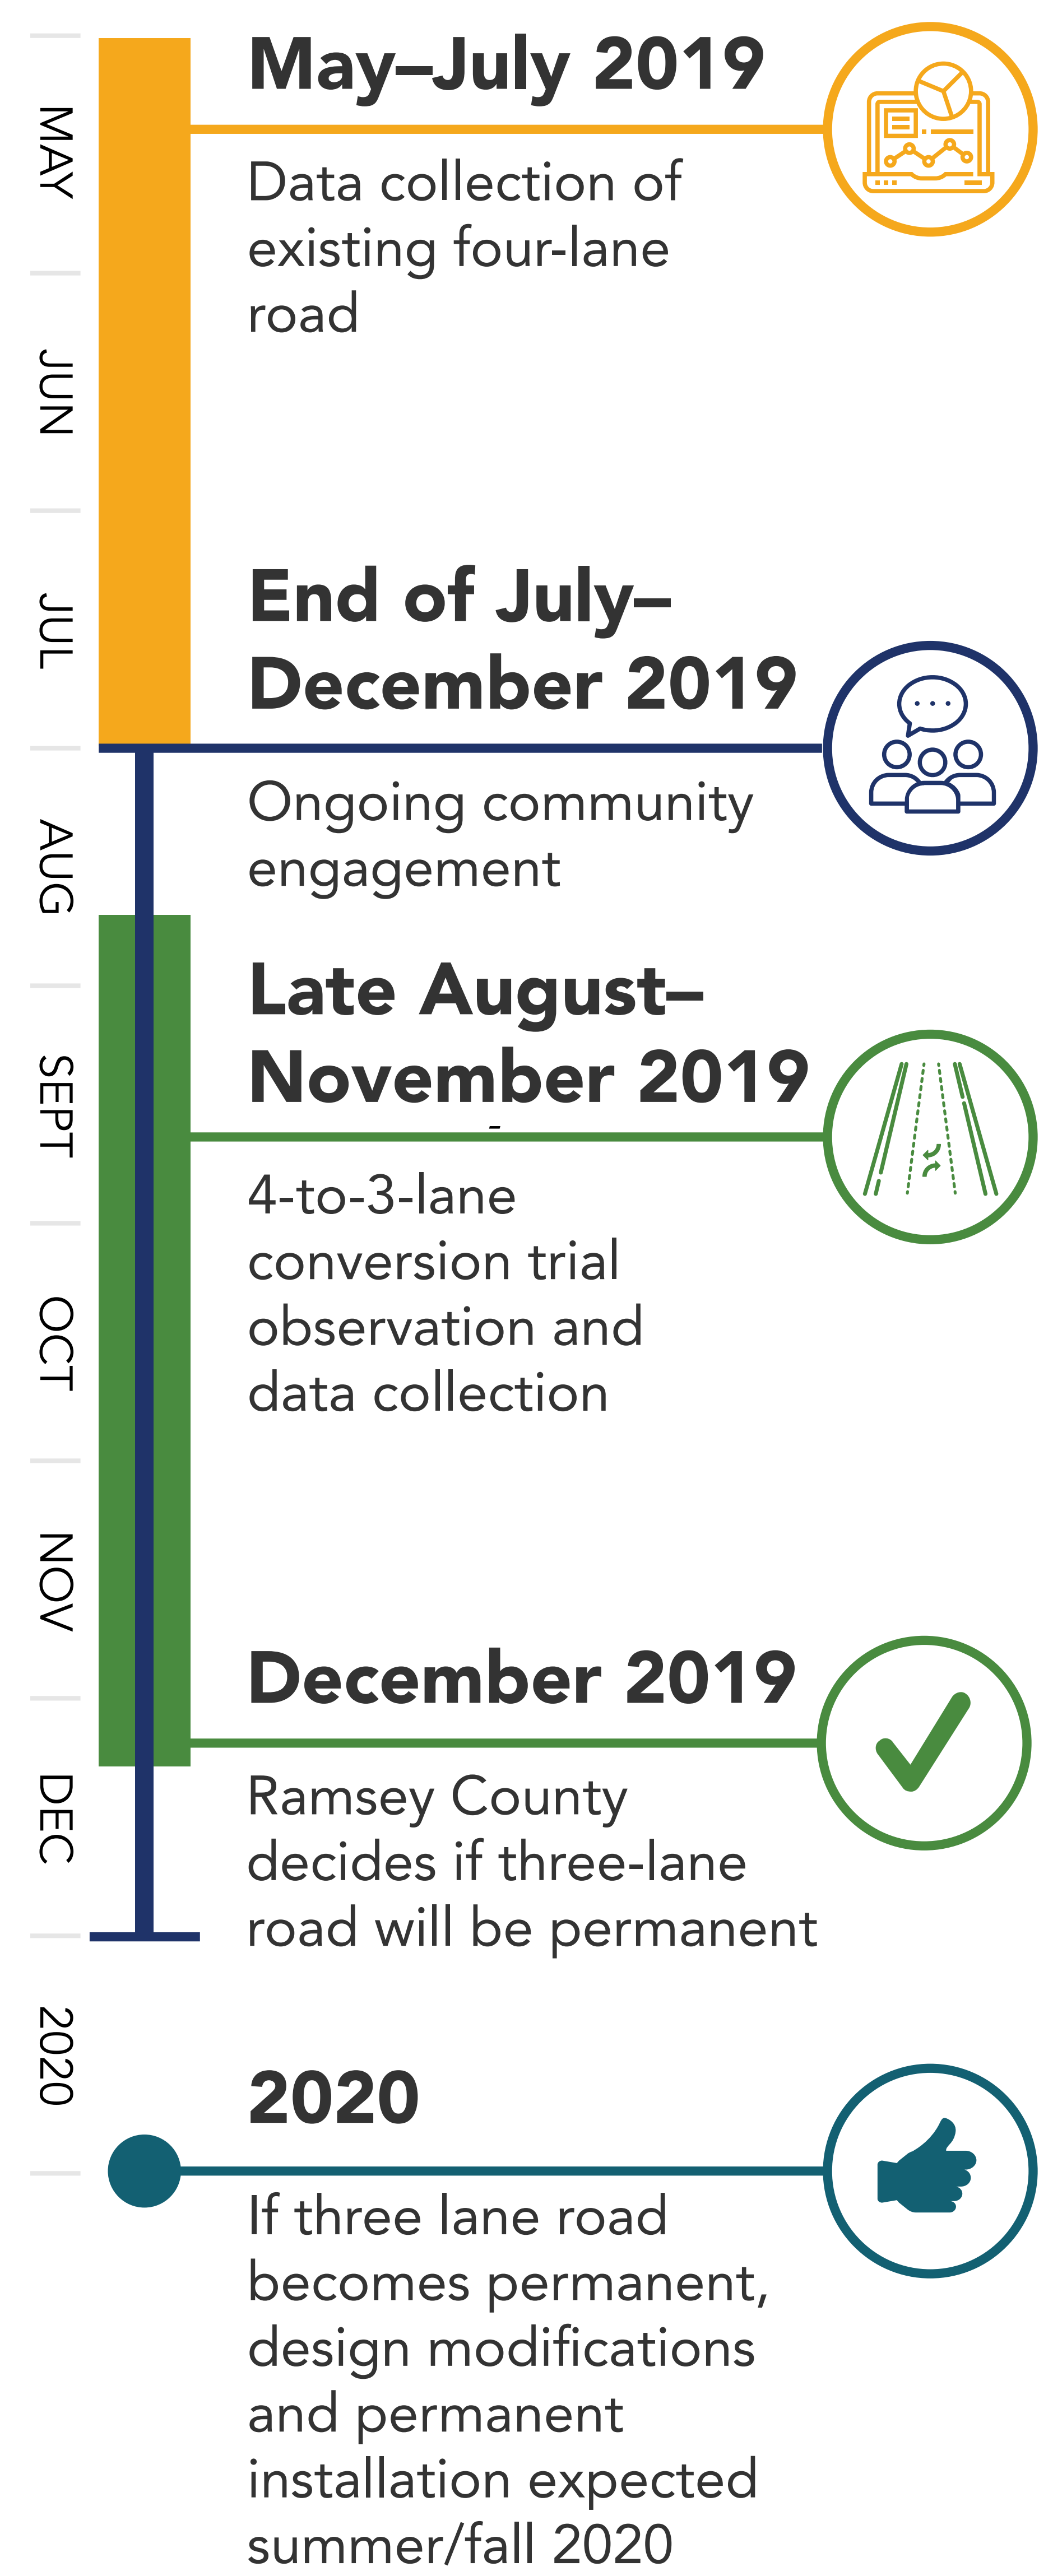 MAY
JUN
JUL
AUG
SEPT
OCT
NOV
DEC
2020
May–July 2019
Data collection of
existing four-lane
road
End of July–
December 2019
Ongoing community
engagement
Late August–
November 2019
-
4-to-3-lane
conversion trial
observation and
data collection
December 2019
Ramsey County
decides if three-lane
road will be permanent
2020
If three lane road
becomes permanent,
design modifications
and permanent
installation expected
summer/fall 2020